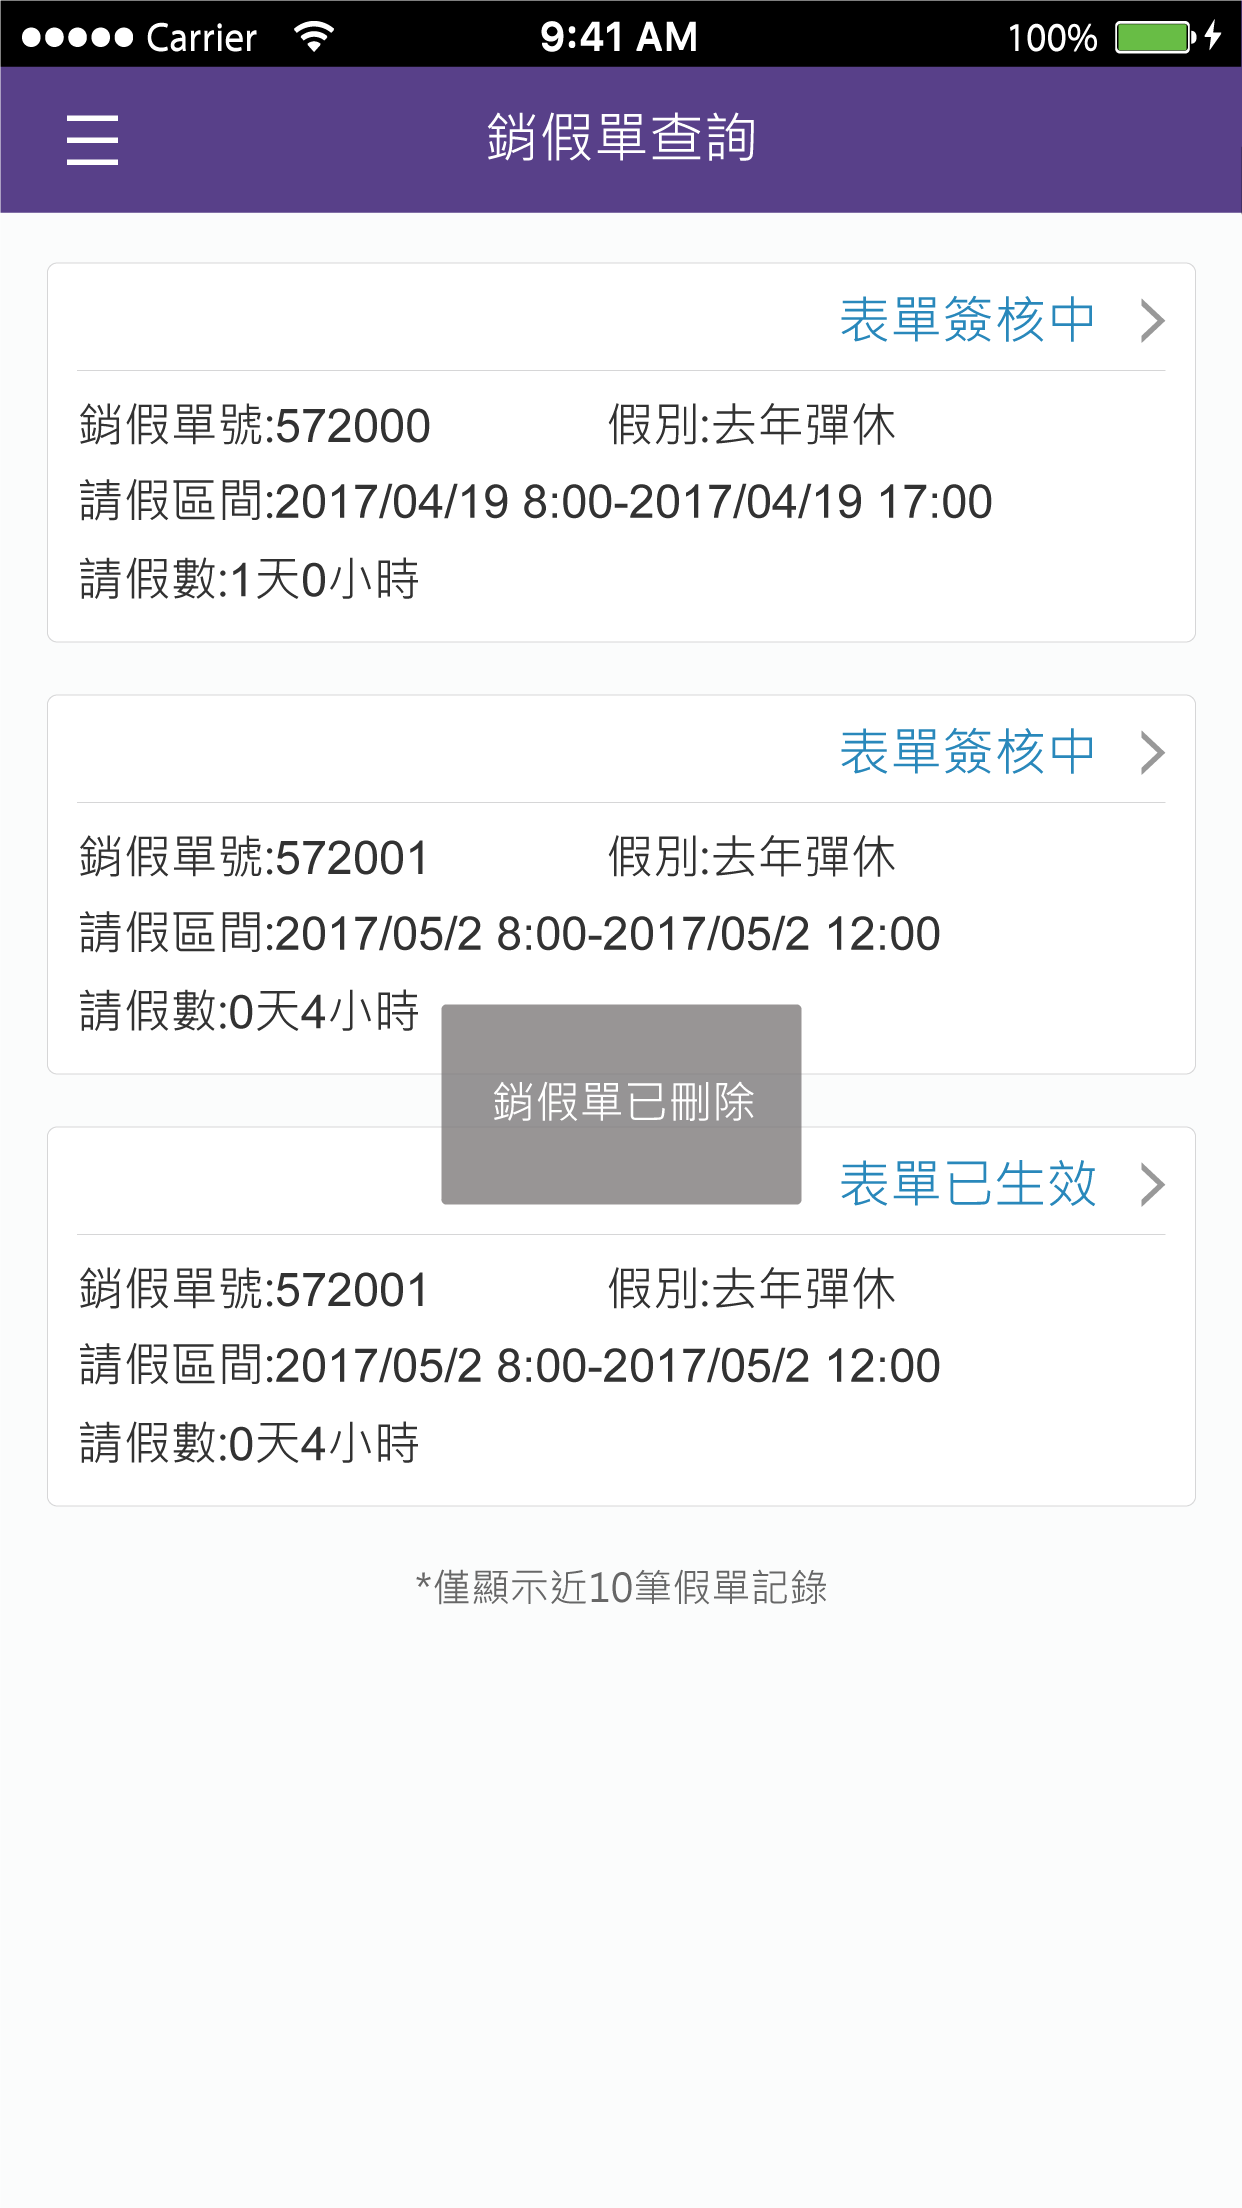 Carrier 9:41 AM 100%
銷假單查詢
表單簽核中
銷假單號:572000 假別:去年彈休
請假區間:2017/04/19 8:00-2017/04/19 17:00
請假數:1天0小時
表單簽核中
銷假單號:572001 假別:去年彈休
請假區間:2017/05/2 8:00-2017/05/2 12:00
請假數:0天4小時
銷假單已刪除
表單已生效
銷假單號:572001 假別:去年彈休
請假區間:2017/05/2 8:00-2017/05/2 12:00
請假數:0天4小時
*僅顯示近10筆假單記錄